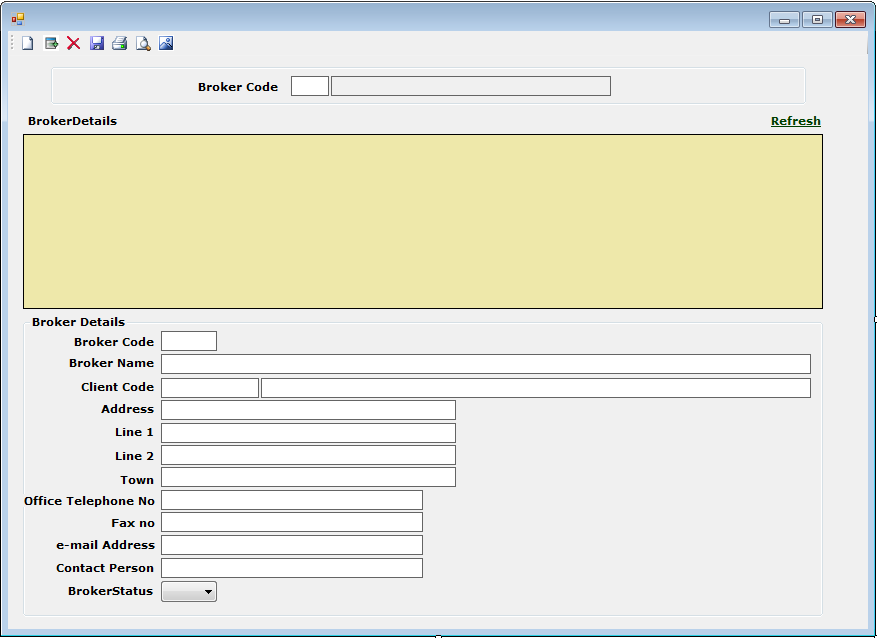 Broker Code
BrokerDetails
Refresh
Broker Details
Broker Code
Broker Name
Client Code
Address
Line 1
Line 2
Town
Office Telephone No
Fax no
e-mail Address
Contact Person
BrokerStatus